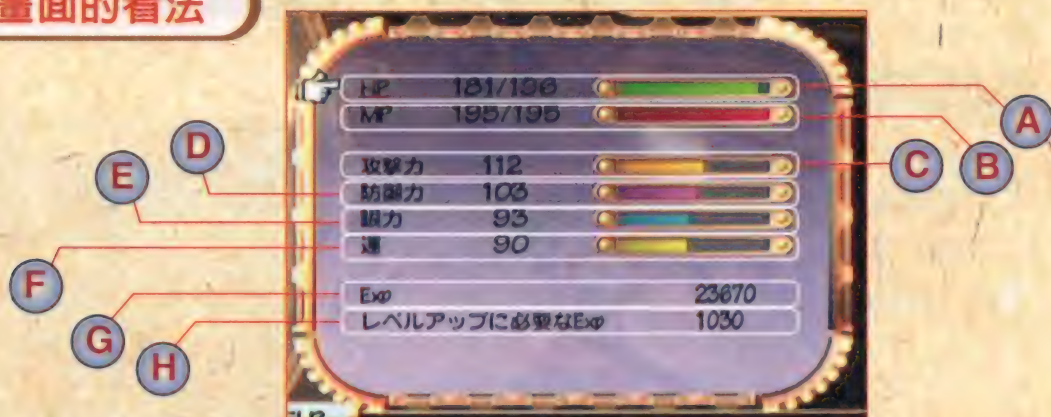 畫面的看法
HP 181/196
MP 195/195
攻撃力 112
防御力 103
眼力 93
運 90
Exp 23670
レベルアップに必要なExp 1030
A
B
C
D
E
F
G
H